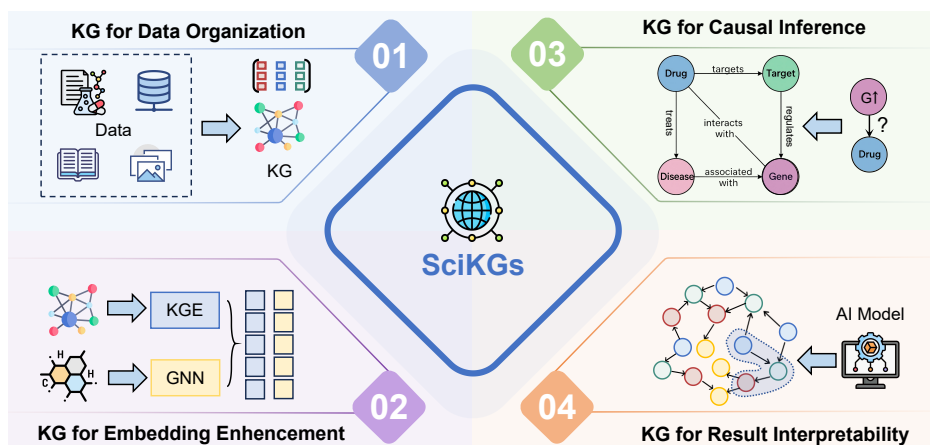 KG for Data Organization
01
Data
KG
03
KG for Causal Inference
Drug
targets
Target
treats
interacts
with
regulates
G↑
?
Drug
Disease
associated
with
Gene
SciKGs
KGE
H
C
H
GNN
02
KG for Embedding Enhencement
AI Model
04
KG for Result Interpretability